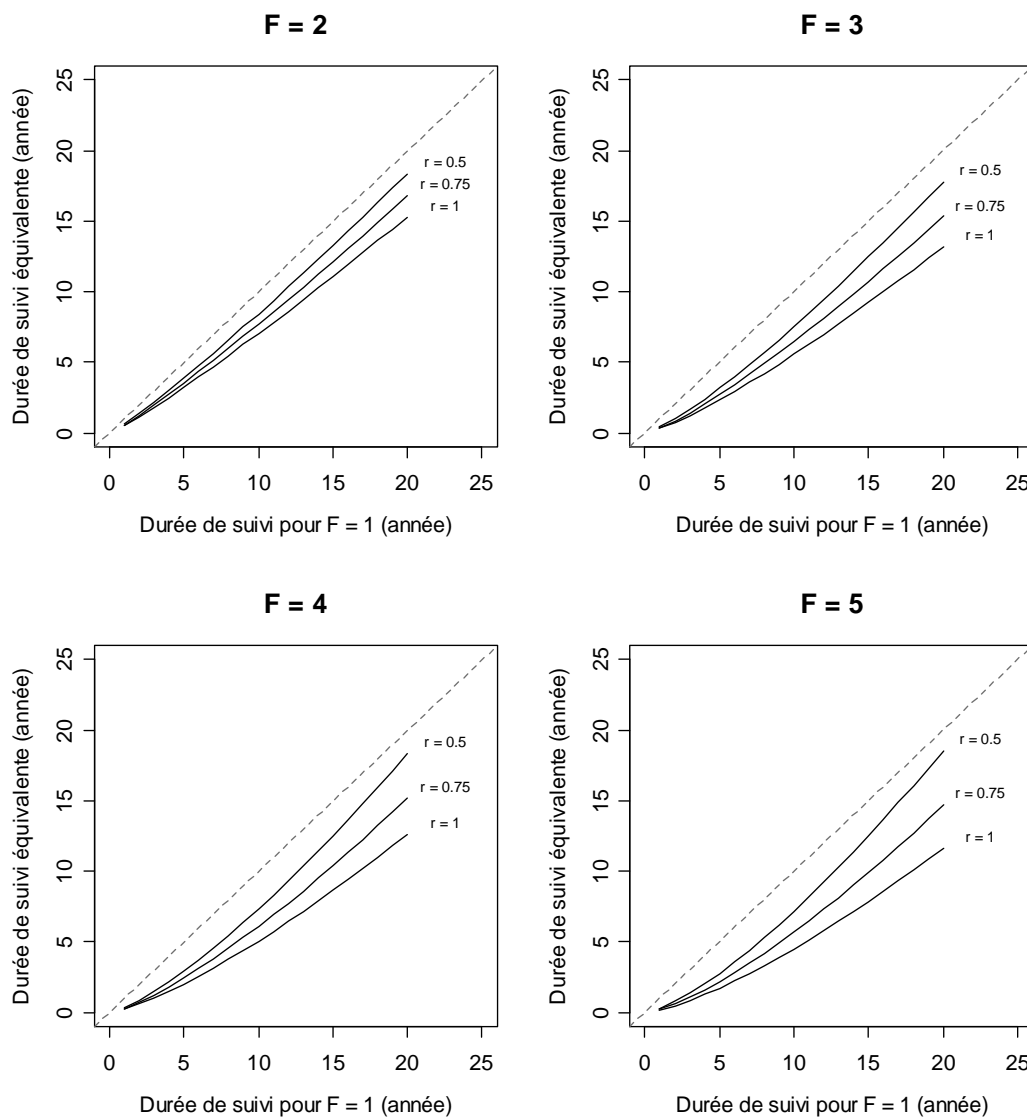 F = 2
Durée de suivi équivalente (année)
25
20
15
10
5
0
r = 0.5
r = 0.75
r = 1
0 5 10 15 20 25
Durée de suivi pour F = 1 (année)
F = 3
Durée de suivi équivalente (année)
25
20
15
10
5
0
r = 0.5
r = 0.75
r = 1
0 5 10 15 20 25
Durée de suivi pour F = 1 (année)
F = 4
Durée de suivi équivalente (année)
25
20
15
10
5
0
r = 0.5
r = 0.75
r = 1
0 5 10 15 20 25
Durée de suivi pour F = 1 (année)
F = 5
Durée de suivi équivalente (année)
25
20
15
10
5
0
r = 0.5
r = 0.75
r = 1
0 5 10 15 20 25
Durée de suivi pour F = 1 (année)